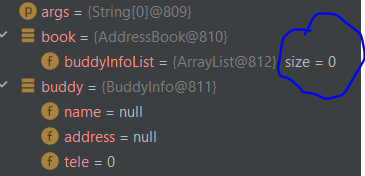 p args = {String[0]@809}
book = {AddressBook@810}
f buddyInfoList = {ArrayList@812} size = 0
buddy = {BuddyInfo@811}
f name = null
f address = null
f tele = 0